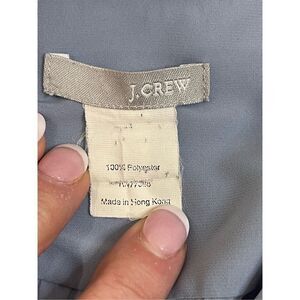 J.CREW
100% Polyester
Made in Hong Kong